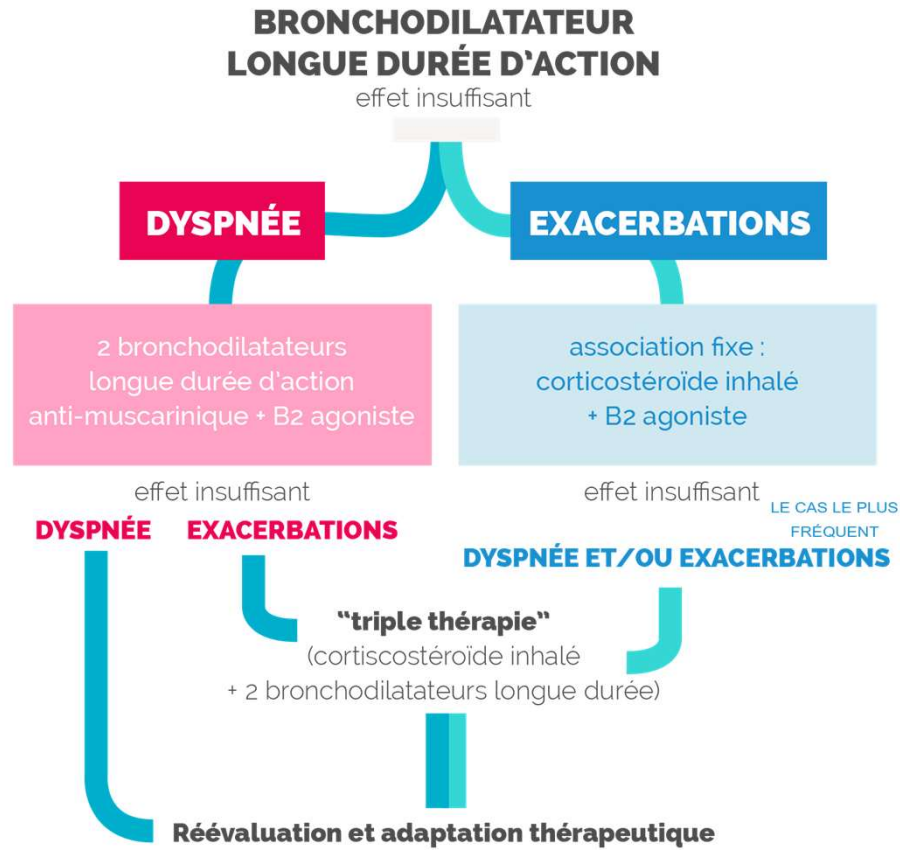 BRONCHODILATATEUR
LONGUE DURÉE D'ACTION
effet insuffisant
DYSPNÉE
EXACERBATIONS
2 bronchodilatateurs
longue durée d'action
anti-muscarinique + B2 agoniste
association fixe :
corticostéroïde inhalé
+ B2 agoniste
effet insuffisant
DYSPNÉE EXACERBATIONS
effet insuffisant
LE CAS LE PLUS
FRÉQUENT
DYSPNÉE ET/OU EXACERBATIONS
“triple thérapie”
(cortiscostéroïde inhalé
+ 2 bronchodilatateurs longue durée)
Réévaluation et adaptation thérapeutique